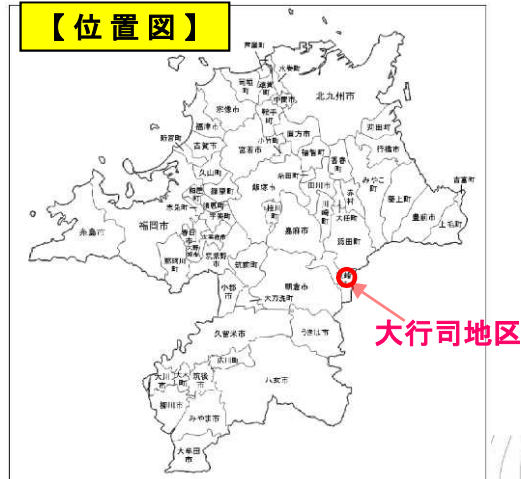 【位置図】
芦屋町
水巻町
岡垣町
遠賀町
中間市
北九州市
宗像市
鞍手町
福津市
直方市
苅田町
新宮町
古賀市
宮若市
小竹町
福智町
行橋市
久山町
香春町
みやこ町
吉富町
糸田町
粕屋町
篠栗町
飯塚市
田川市
赤村
築上町
志免町
須恵町
桂川町
川崎町
大任町
豊前市
上毛町
糸島市
福岡市
宇美町
嘉麻市
添田町
春日市
大野城市
太宰府市
那珂川町
筑紫野市
筑前町
朝倉市
小郡市
大刀洗町
大行司地区
久留米市
うきは市
広川町
大川市
大木町
筑後市
八女市
柳川市
みやま市
大牟田市